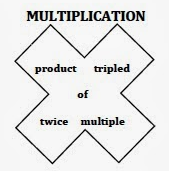 MULTIPLICATION
product tripled
of
twice multiple